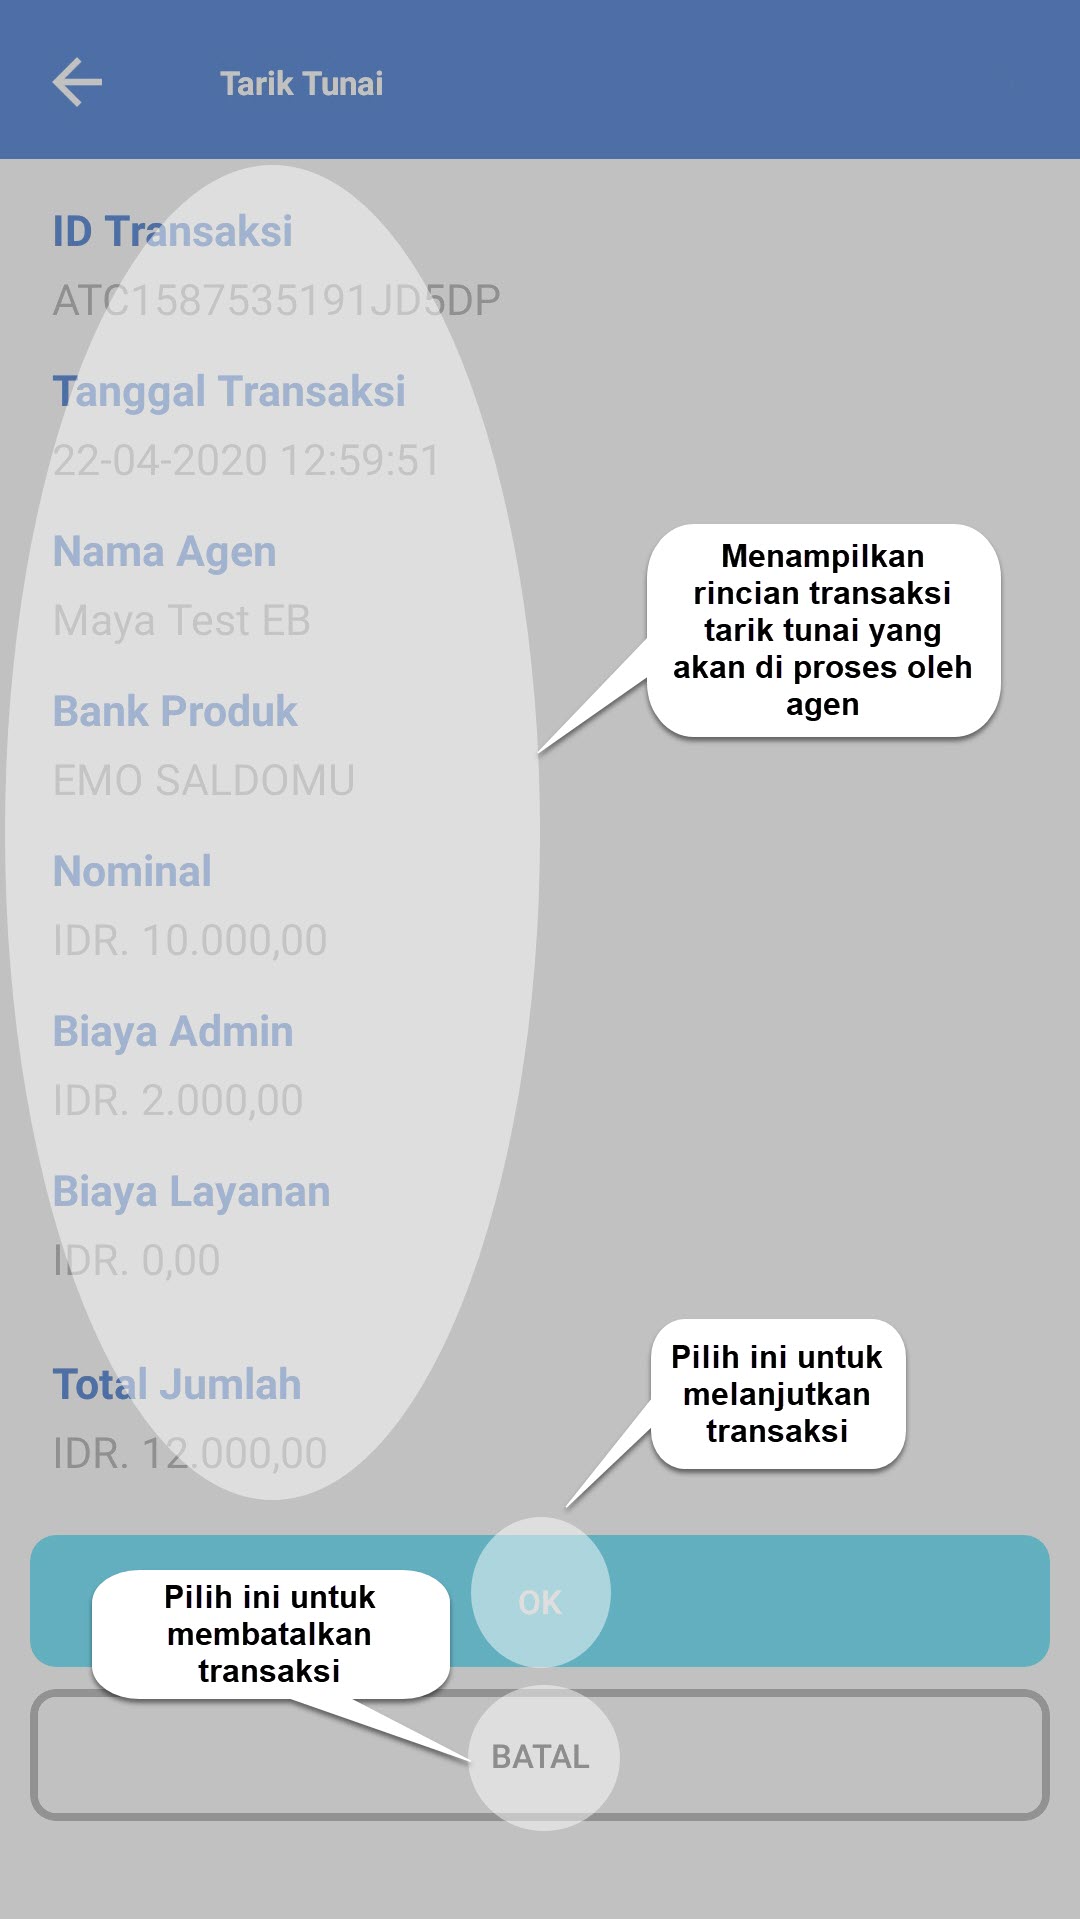 Tarik Tunai
ID Transaksi
ATC1587535191JD5DP
Tanggal Transaksi
22-04-2020 12:59:51
Nama Agen
Maya Test EB
Bank Produk
EMO SALDOMU
Nominal
IDR. 10.000,00
Biaya Admin
IDR. 2.000,00
Biaya Layanan
IDR. 0,00
Total Jumlah
IDR. 12.000,00
Menampilkan
rincian transaksi
tarik tunai yang
akan di proses oleh
agen
Pilih ini untuk
melanjutkan
transaksi
OK
Pilih ini untuk
membatalkan
transaksi
BATAL